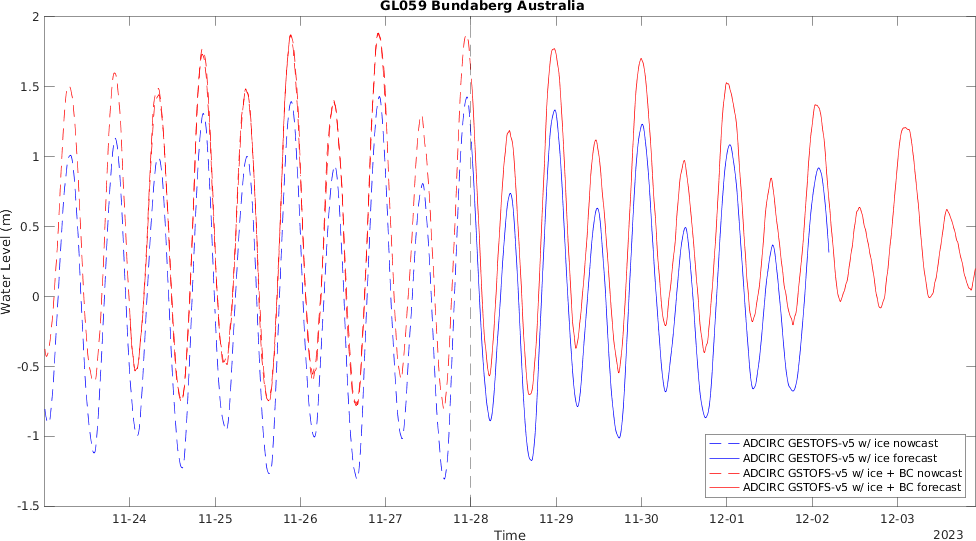 GL059 Bundaberg Australia
2
1.5
1
0.5
0
-0.5
-1
-1.5
Water Level (m)
11-24
11-25
11-26
11-27
11-28
11-29
11-30
12-01
12-02
12-03
Time
2023
ADCIRC GESTOFS-v5 w/ ice nowcast
ADCIRC GESTOFS-v5 w/ ice forecast
ADCIRC GSTOFS-v5 w/ ice + BC nowcast
ADCIRC GSTOFS-v5 w/ ice + BC forecast